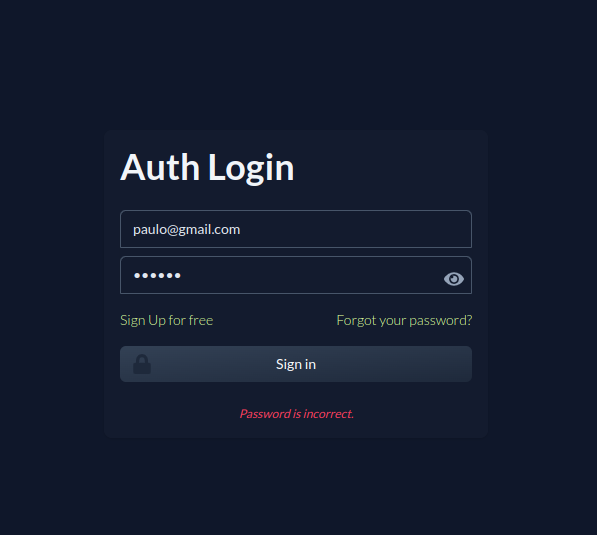 Auth Login
paulo@gmail.com
••••••
Sign Up for free Forgot your password?
Sign in
Password is incorrect.